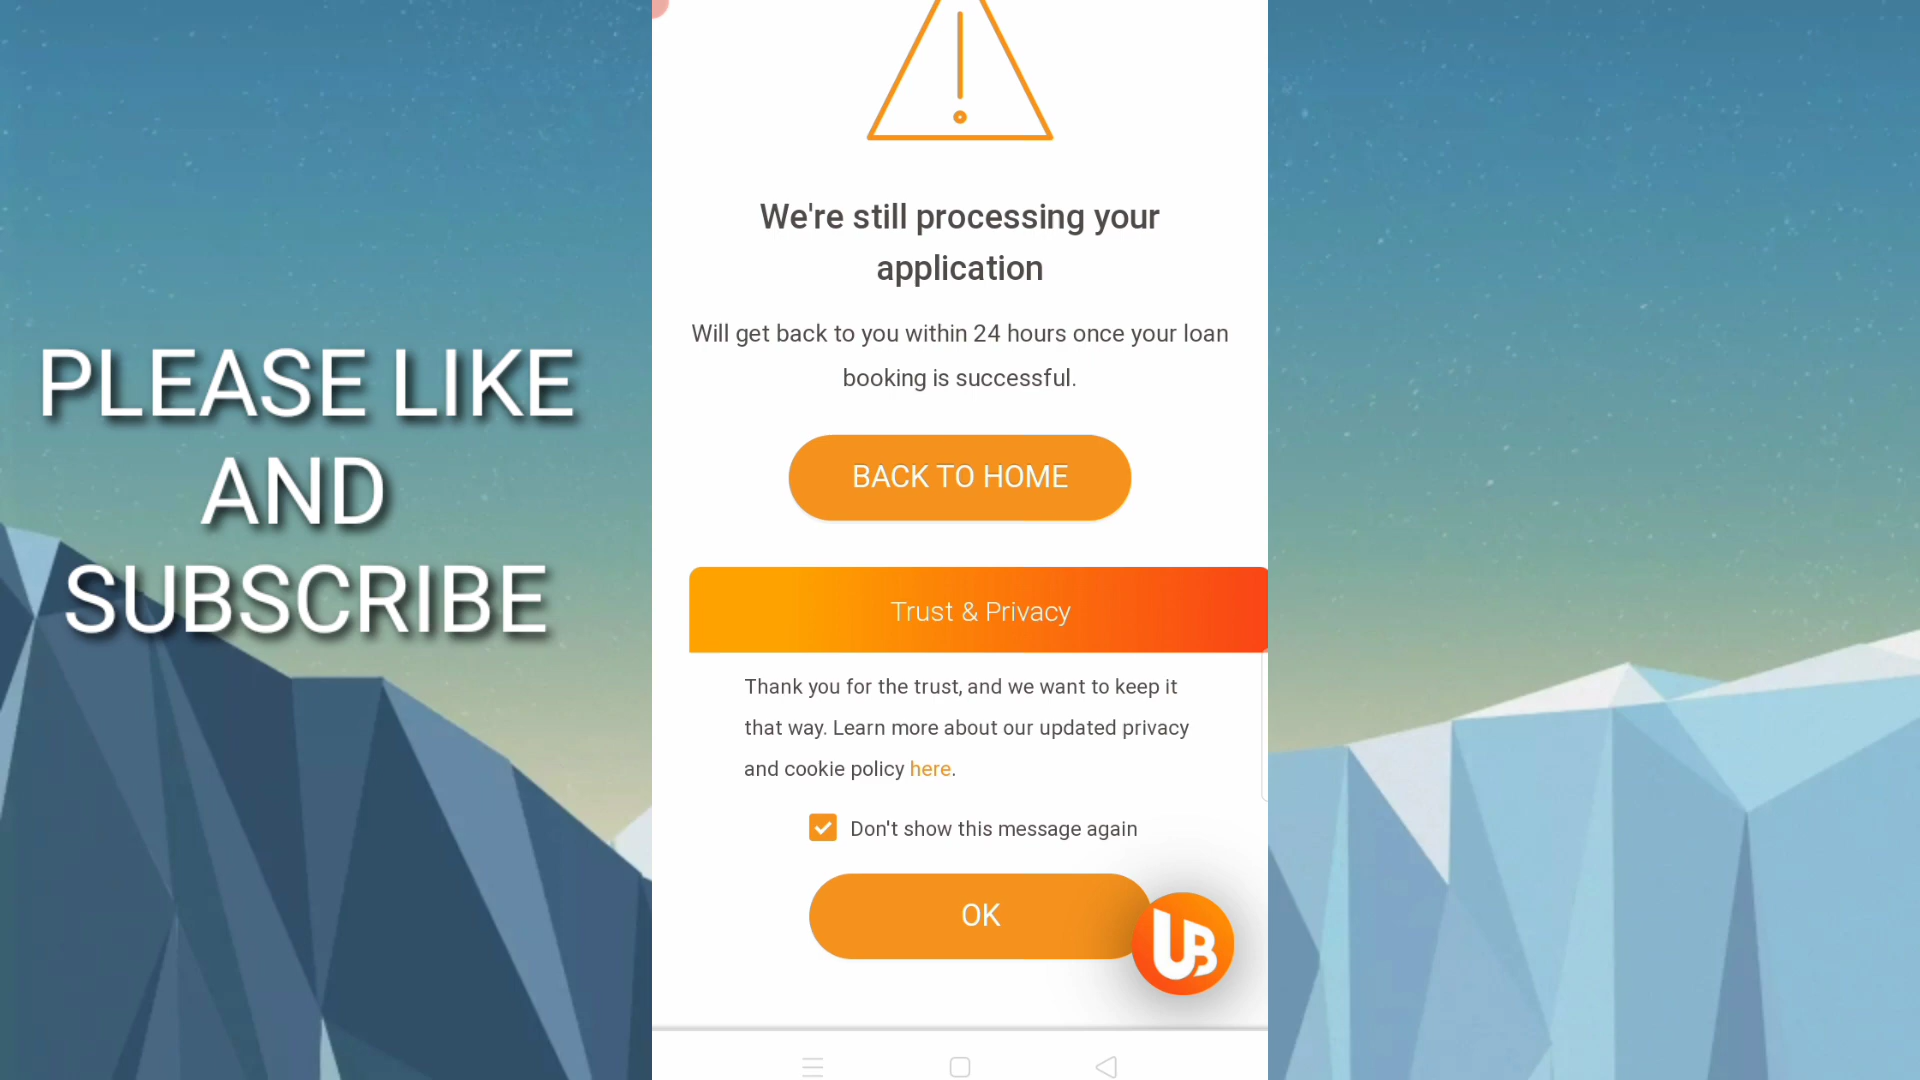 PLEASE LIKE
AND
SUBSCRIBE
We're still processing your
application
Will get back to you within 24 hours once your loan
booking is successful.
BACK TO HOME
Trust & Privacy
Thank you for the trust, and we want to keep it
that way. Learn more about our updated privacy
and cookie policy here.
Don't show this message again
OK
UB